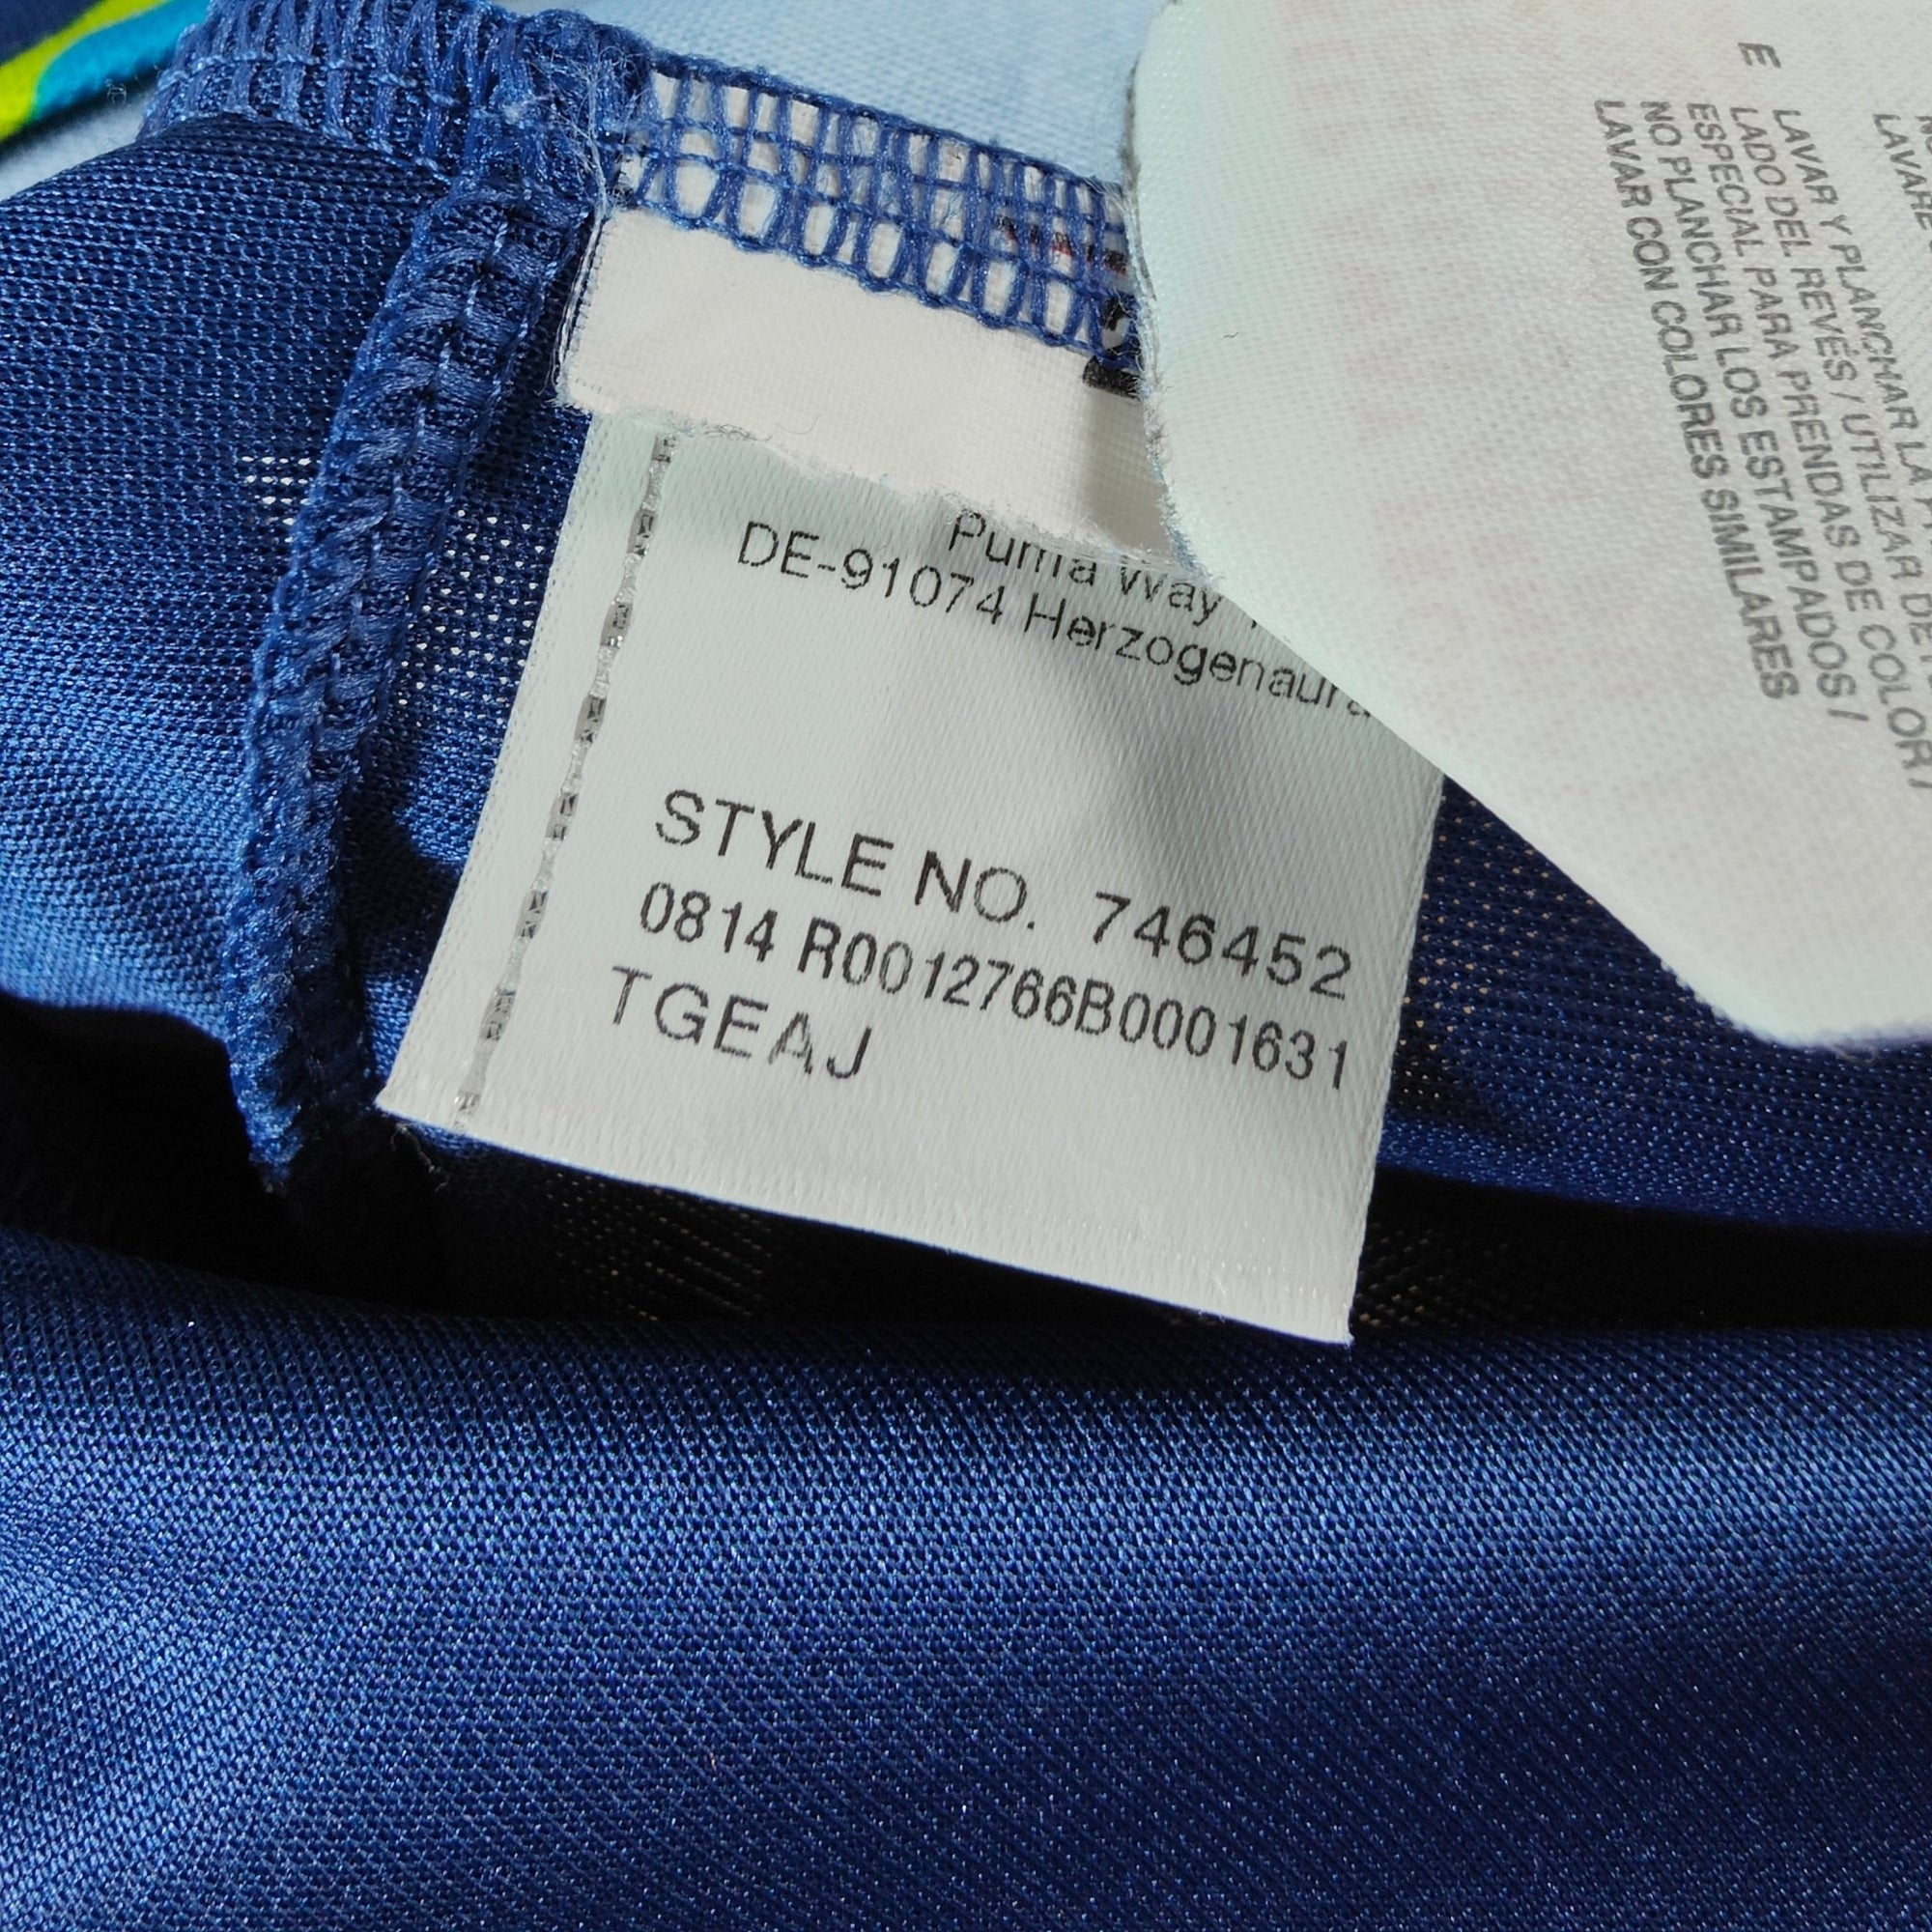 Puma Way
DE-91074 Herzogenaura
STYLE NO. 746452
0814 R0012766B0001631
TGEAJ
E
LAVAR Y PLANCHAR LA
LADO DEL REVÉS / UTILIZAR DE
ESPECIAL PARA PRENDAS DE COLOR /
NO PLANCHAR LOS ESTAMPADOS /
LAVAR CON COLORES SIMILARES
LAVARE